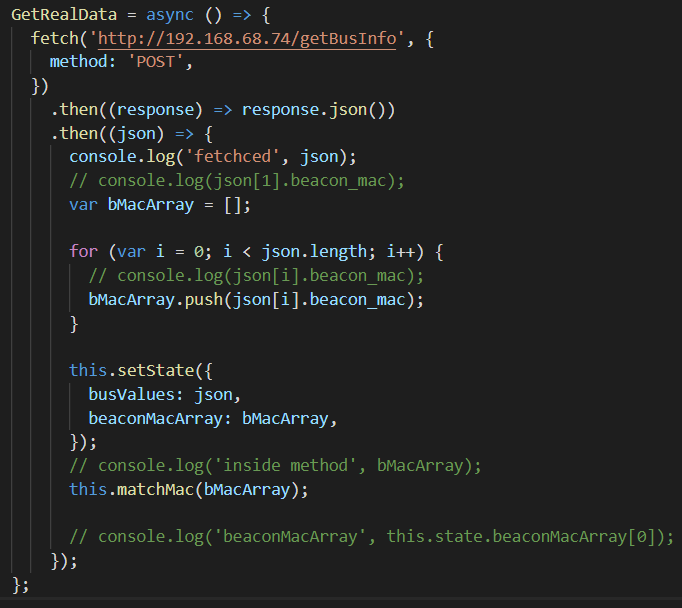 GetRealData = async () => {
fetch('http://192.168.68.74/getBusInfo', {
method: 'POST',
})
.then((response) => response.json())
.then((json) => {
console.log('fetchced', json);
// console.log(json[1].beacon_mac);
var bMacArray = [];
for (var i = 0; i < json.length; i++) {
// console.log(json[i].beacon_mac);
bMacArray.push(json[i].beacon_mac);
}
this.setState({
busValues: json,
beaconMacArray: bMacArray,
});
// console.log('inside method', bMacArray);
this.matchMac(bMacArray);
// console.log('beaconMacArray', this.state.beaconMacArray[0]);
});
};